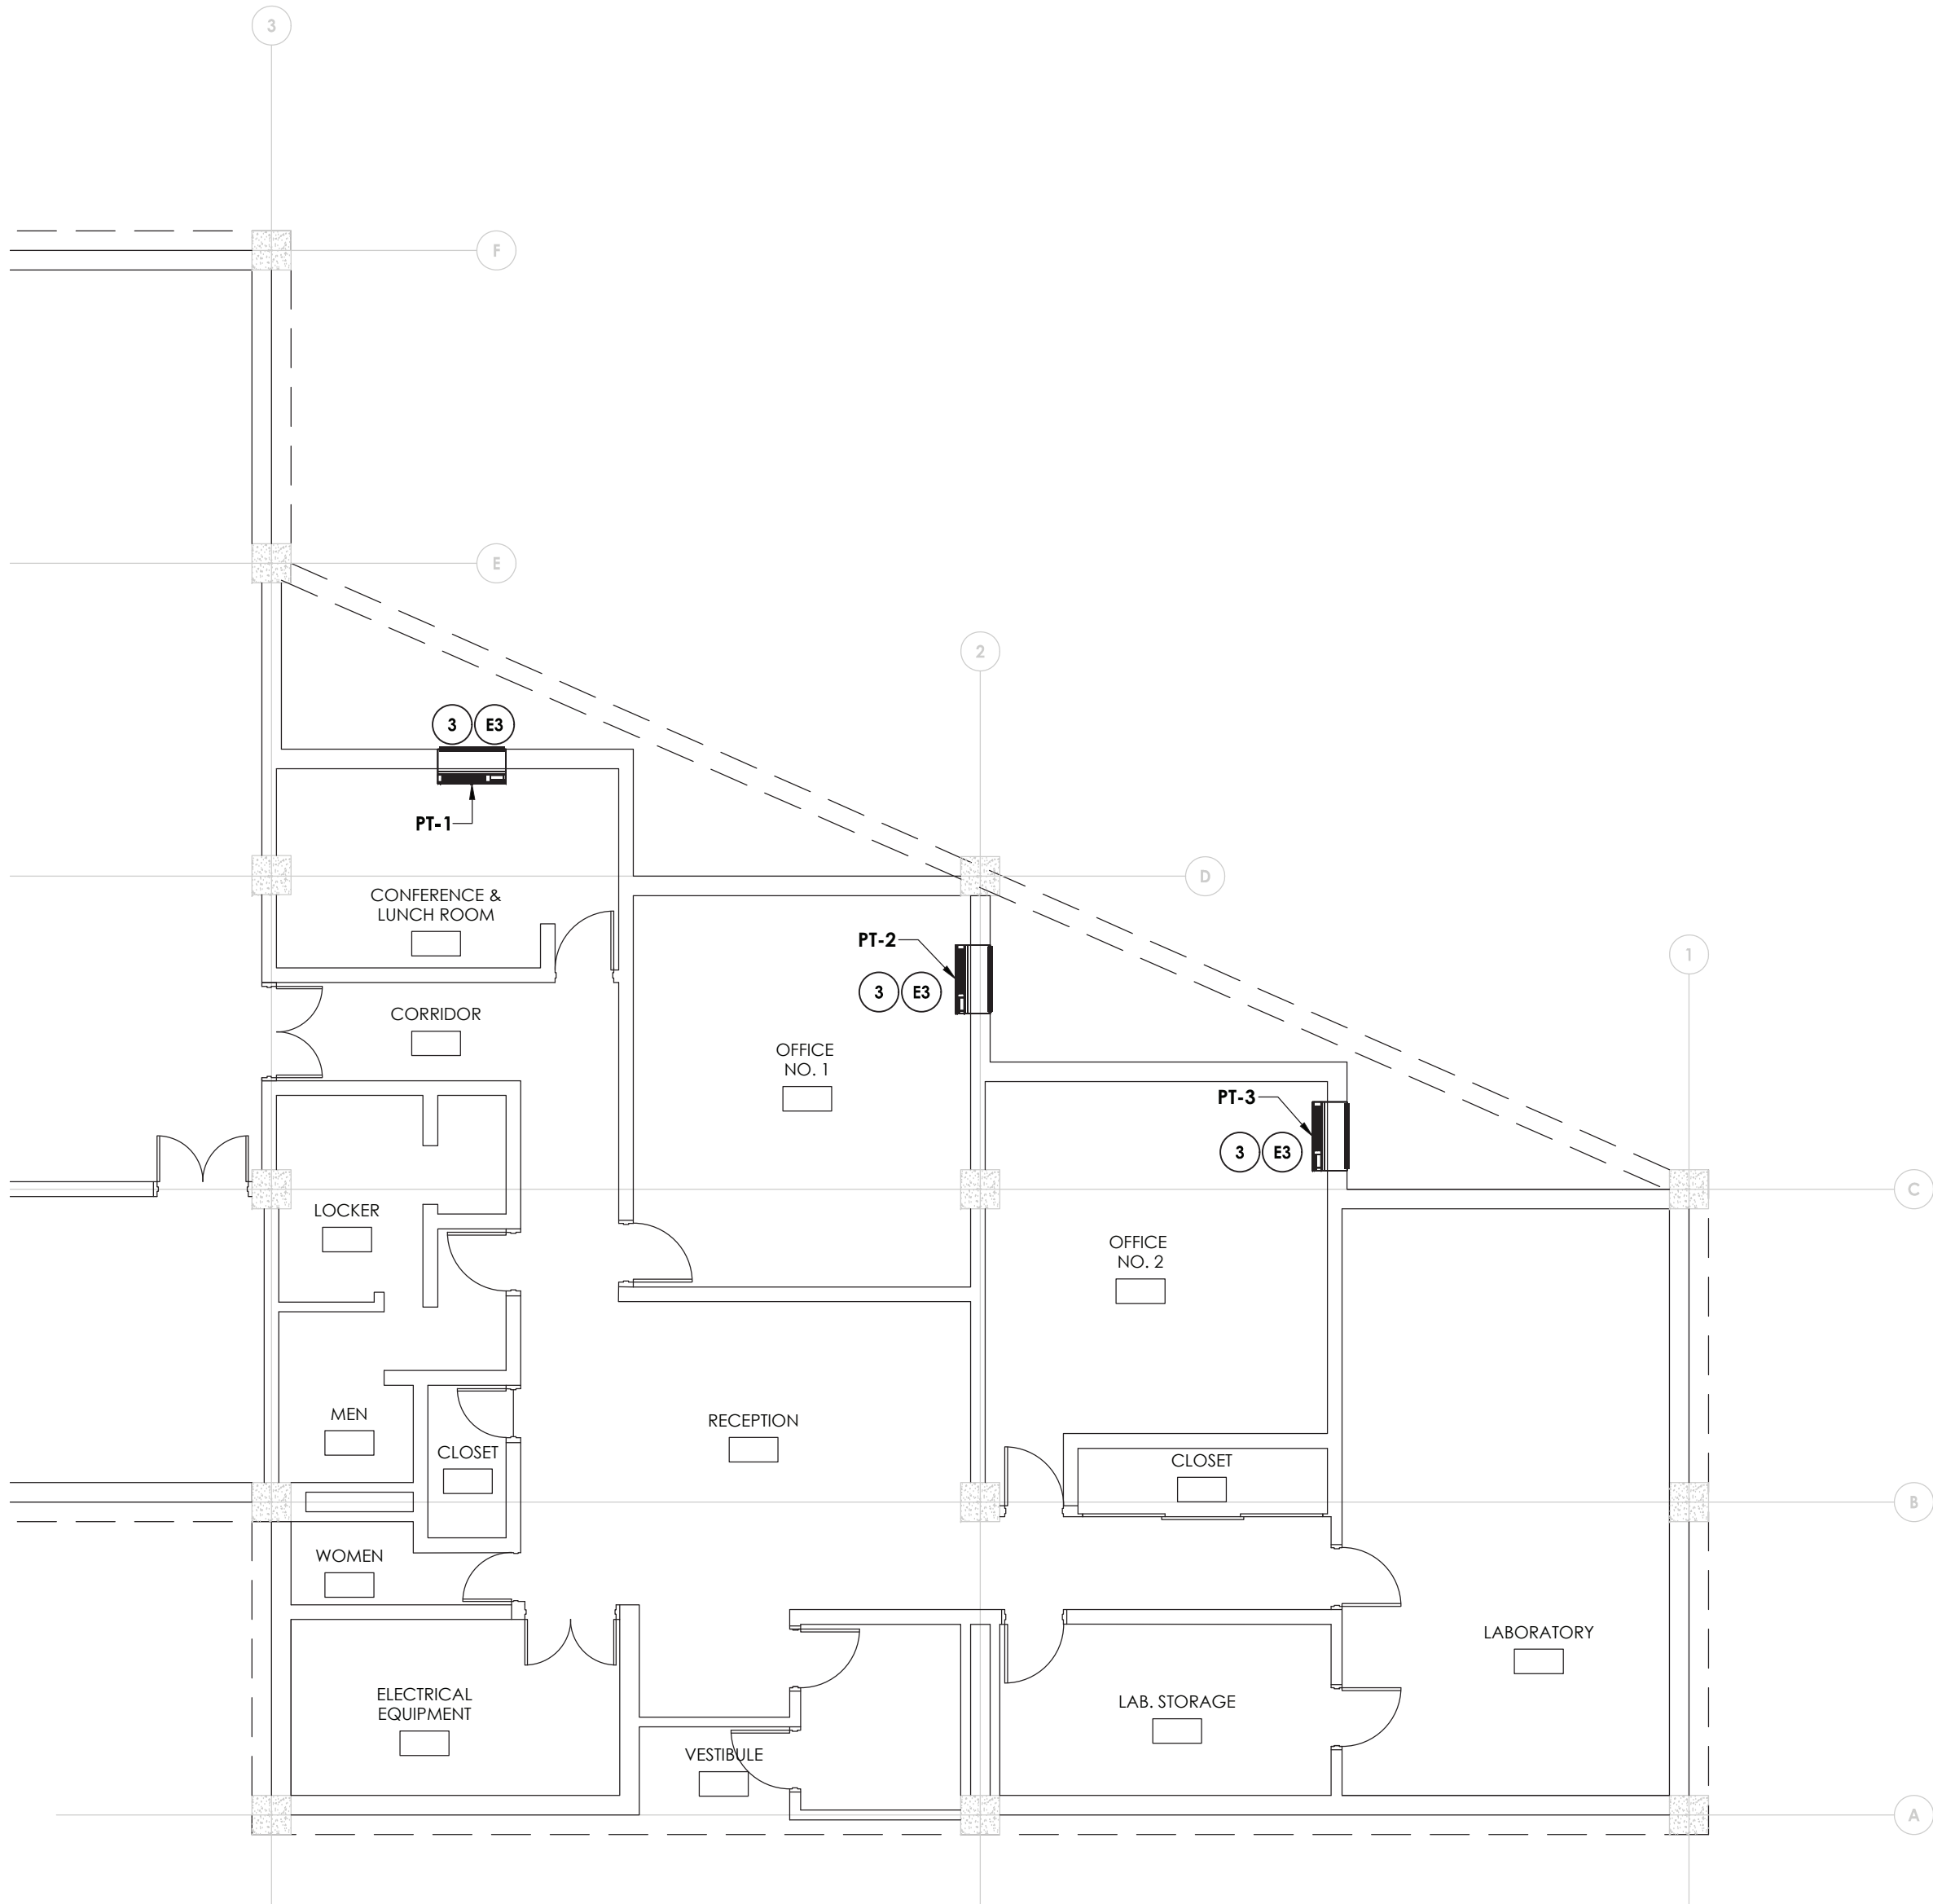 3
F
E
2
3 E3
PT-1
D
CONFERENCE &
LUNCH ROOM
PT-2
1
3 E3
CORRIDOR
OFFICE
NO. 1
PT-3
3 E3
C
LOCKER
OFFICE
NO. 2
MEN
RECEPTION
CLOSET
CLOSET
B
WOMEN
LABORATORY
ELECTRICAL
EQUIPMENT
LAB. STORAGE
VESTIBULE
A